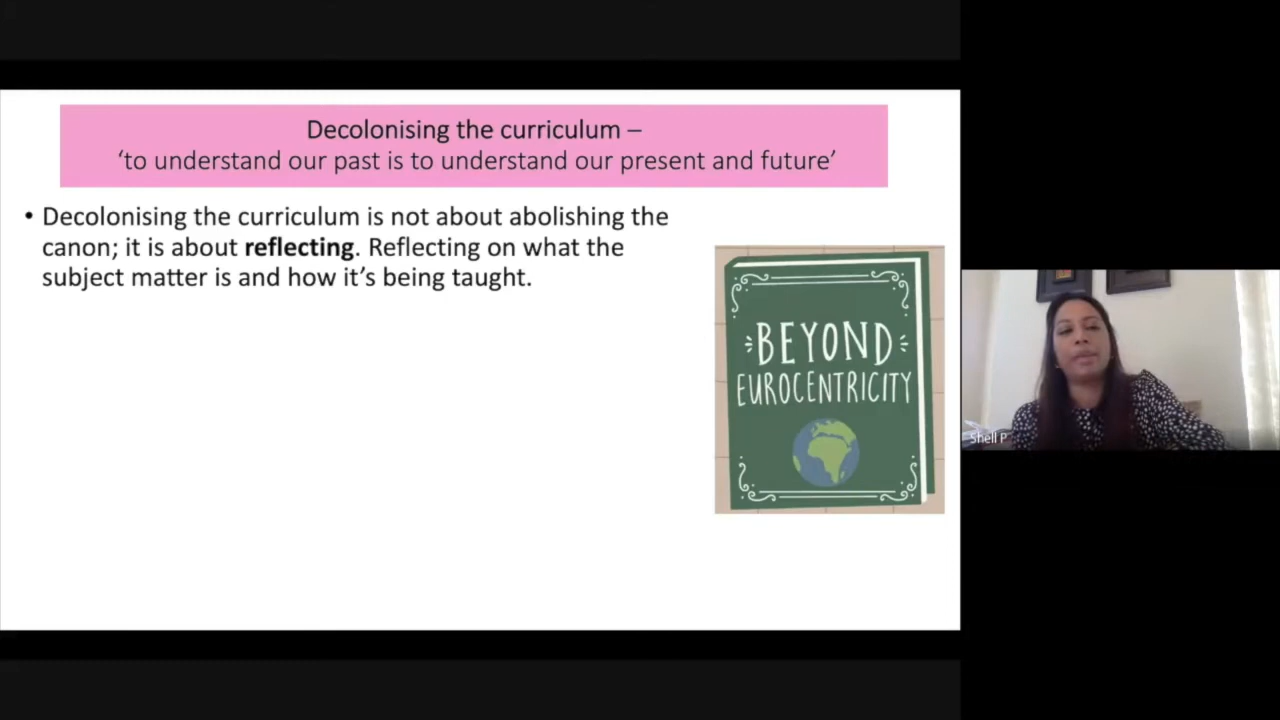 Decolonising the curriculum –
‘to understand our past is to understand our present and future’
• Decolonising the curriculum is not about abolishing the
canon; it is about reflecting. Reflecting on what the
subject matter is and how it’s being taught.
BEYOND
EUROCENTRICITY
Shell P